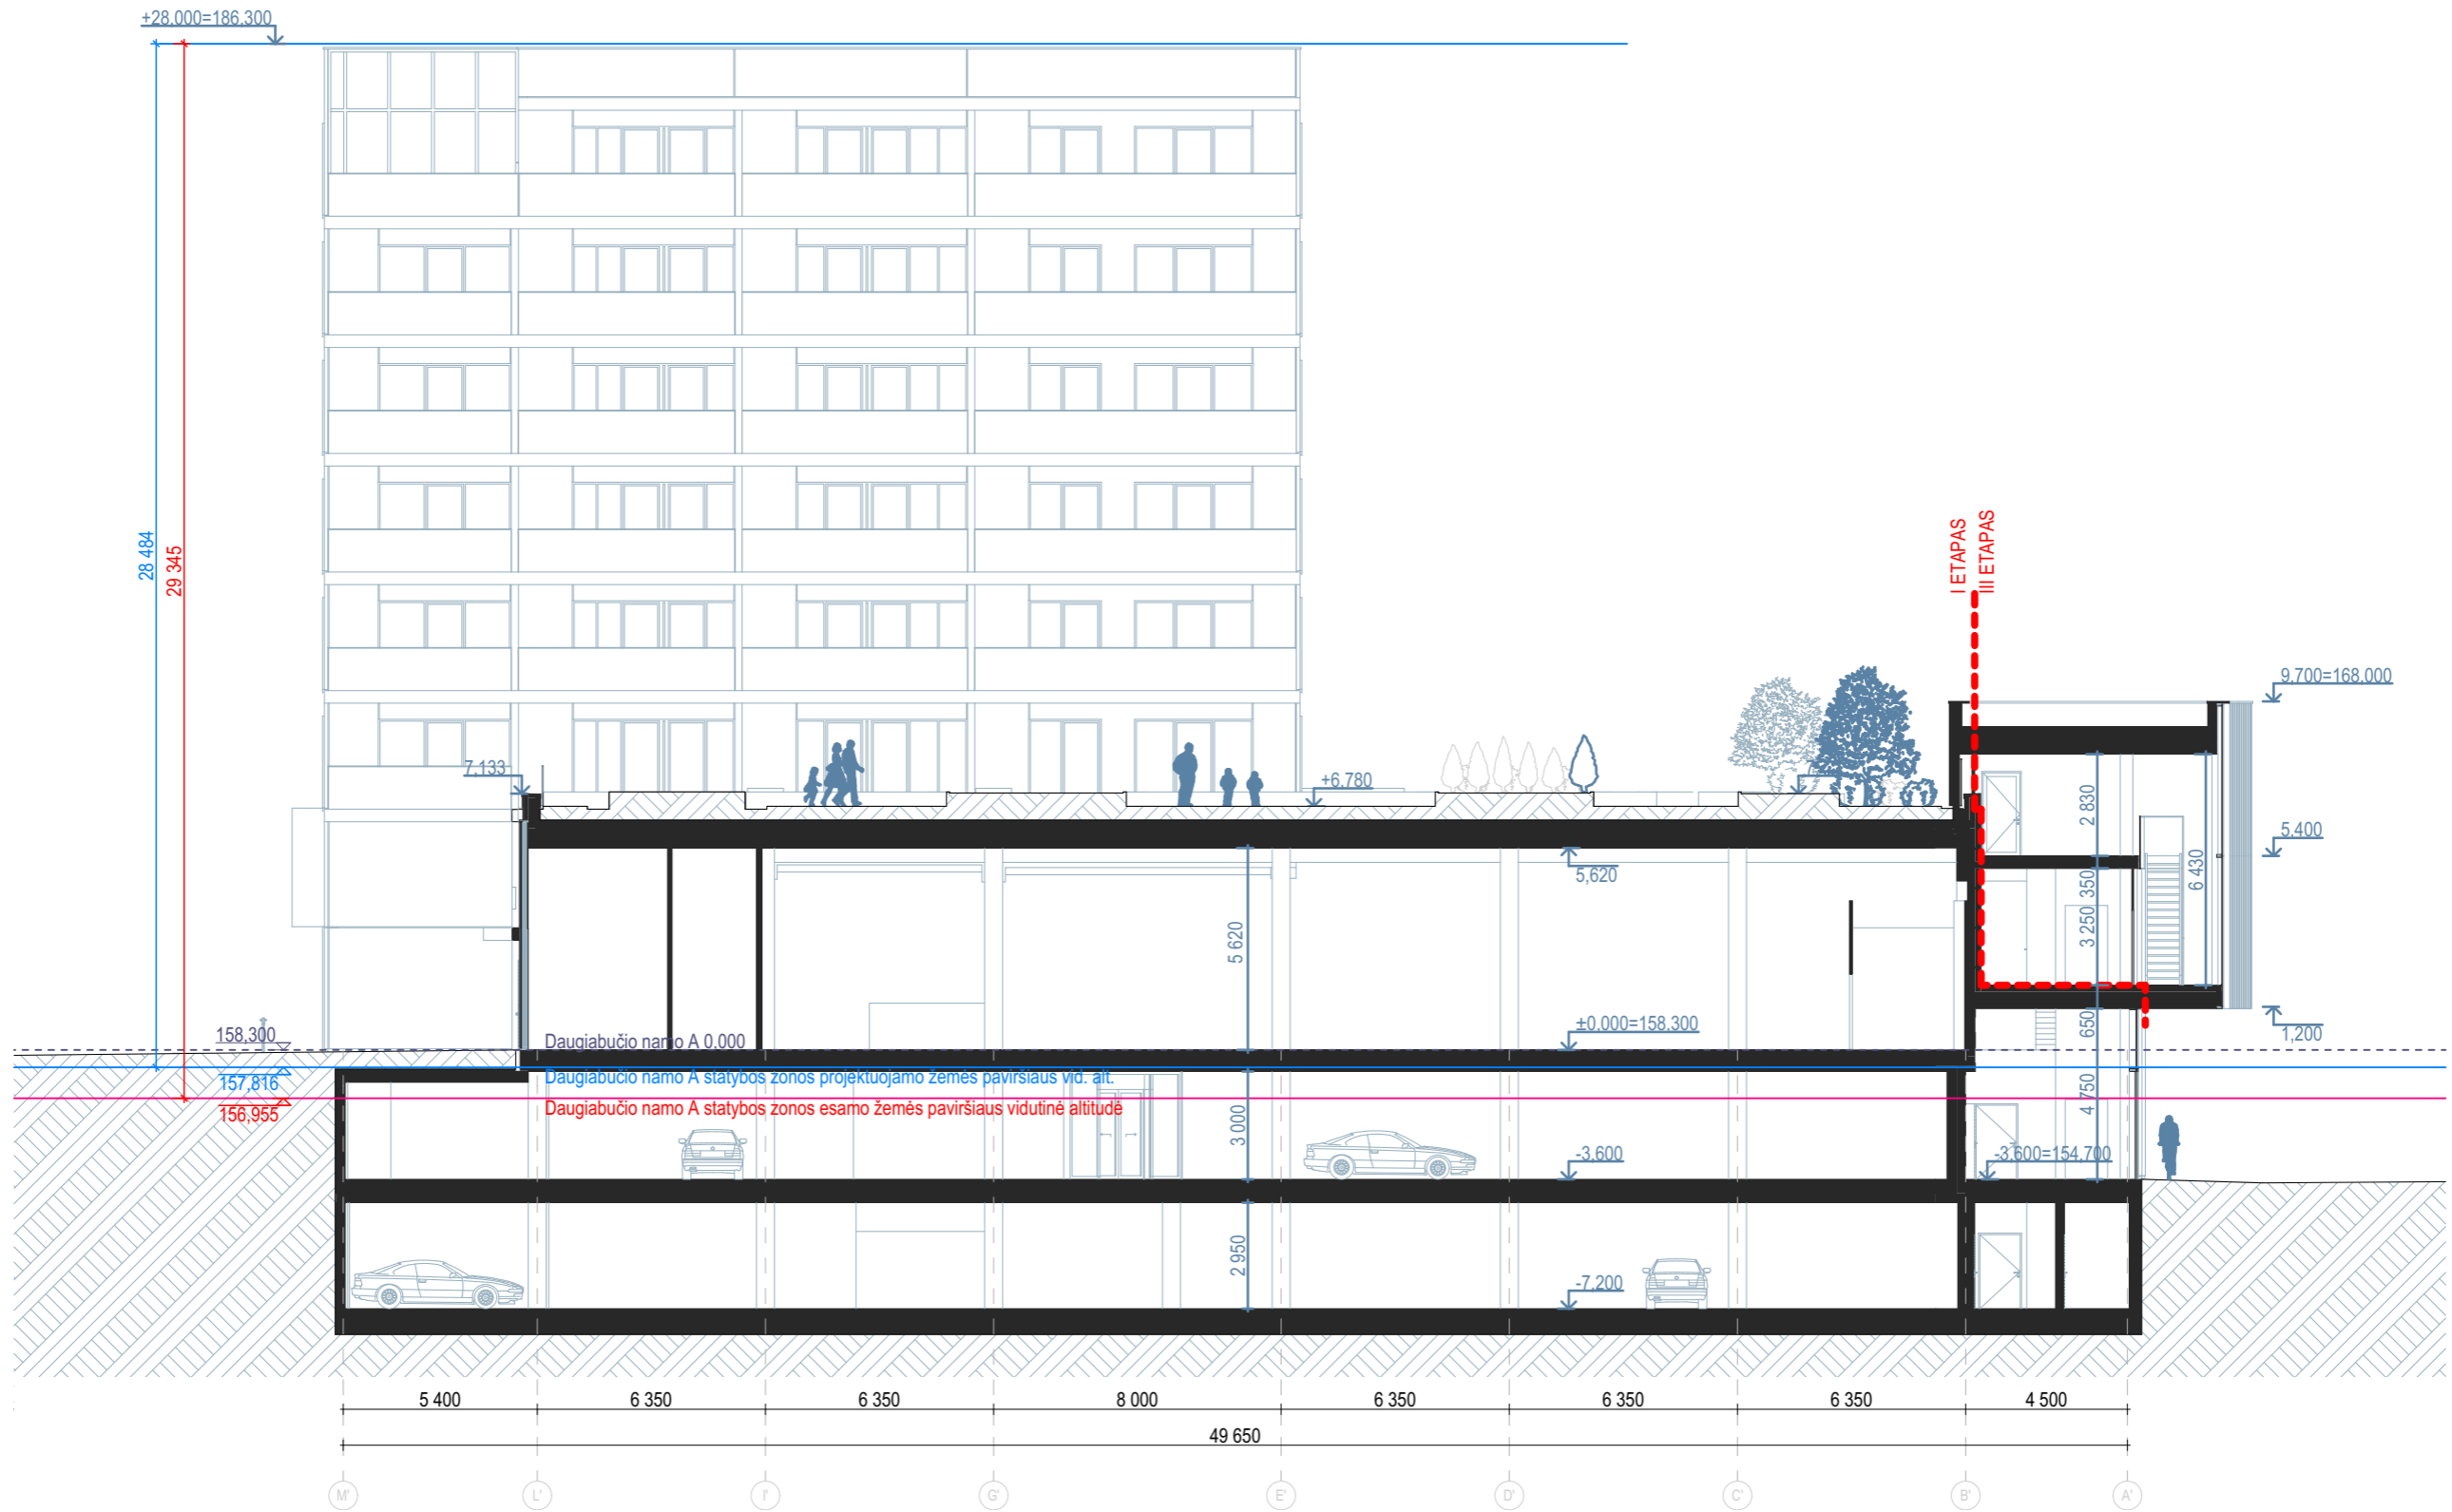 +28,000=186,300
28 484
29 345
I ETAPAS
III ETAPAS
9,700=168,000
7,133
+6,780
2 830
5,400
350
6 430
5,620
5 620
3 250
158,300
Daugiabučio namo A 0.000
±0,000=158,300
650
1,200
157,816
Daugiabučio namo A statybos zonos projektuojamo žemės paviršiaus vid. alt.
156,955
Daugiabučio namo A statybos zonos esamo žemės paviršiaus vidutinė altitudė
3 000
4 750
-3,600
-3,600=154,700
2 950
-7,200
5 400
6 350
6 350
8 000
6 350
6 350
6 350
4 500
49 650
M'
L'
I'
G'
E'
D'
C'
B'
A'